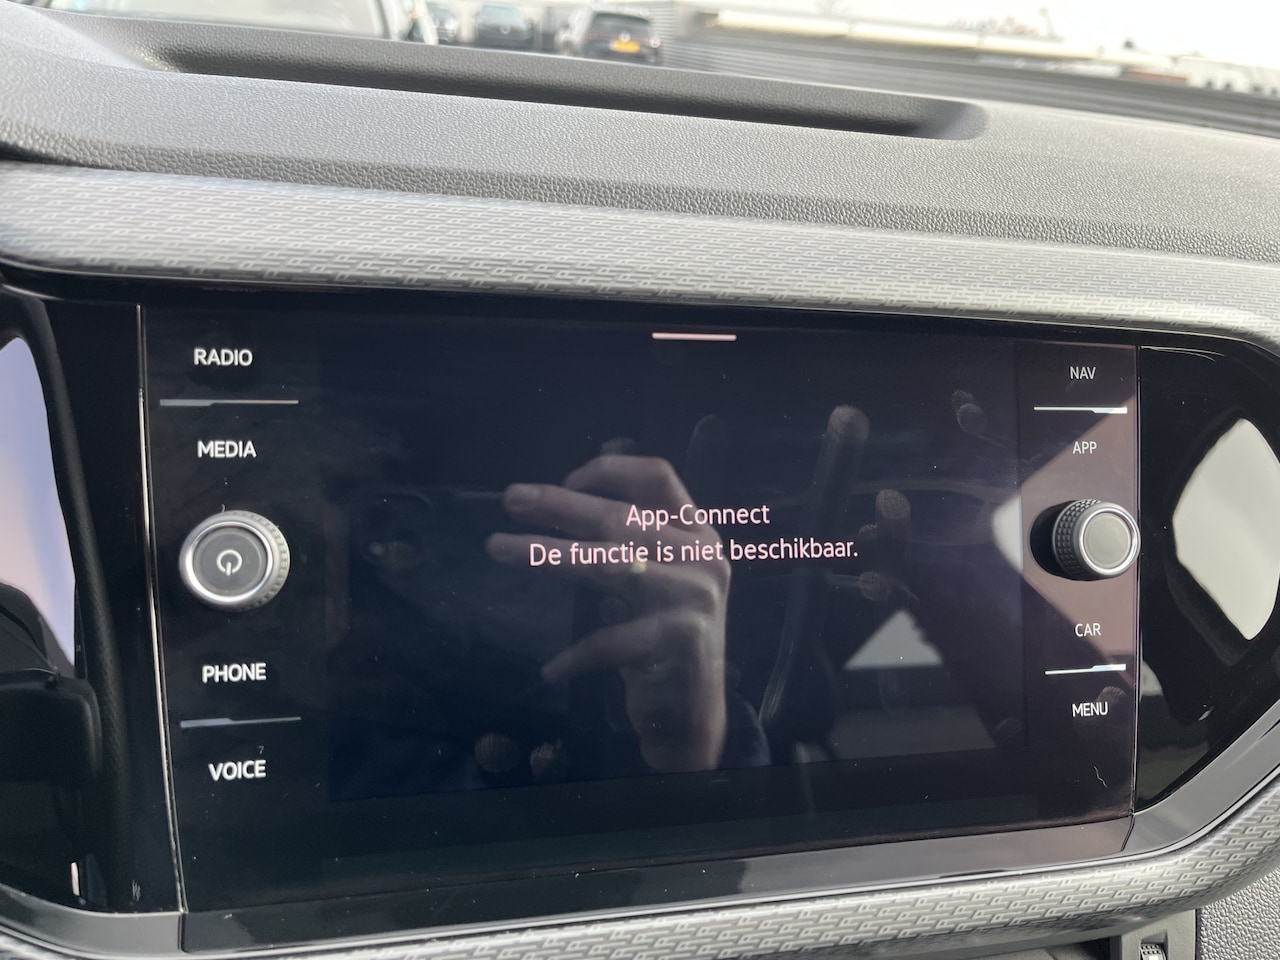 RADIO
MEDIA
PHONE
VOICE
App-Connect
De functie is niet beschikbaar.
NAV
APP
CAR
MENU